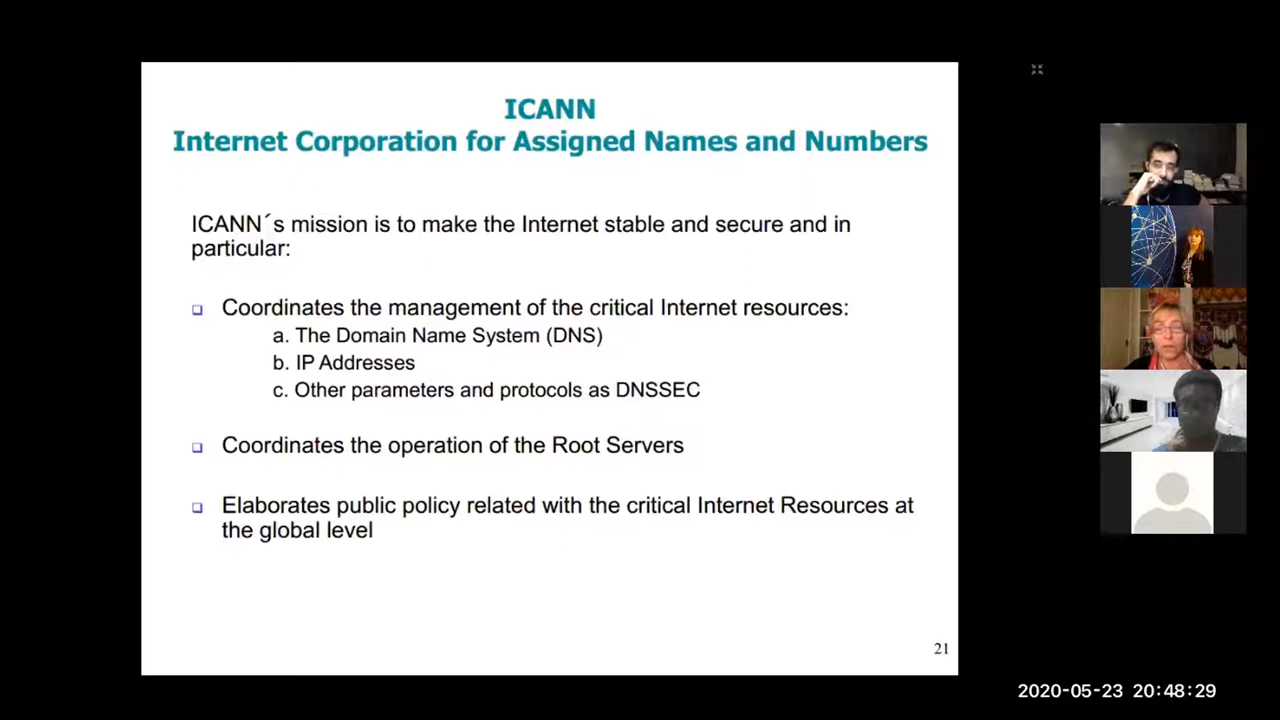 ICANN
Internet Corporation for Assigned Names and Numbers
ICANN´s mission is to make the Internet stable and secure and in
particular:
Coordinates the management of the critical Internet resources:
a. The Domain Name System (DNS)
b. IP Addresses
c. Other parameters and protocols as DNSSEC
Coordinates the operation of the Root Servers
Elaborates public policy related with the critical Internet Resources at
the global level
21
2020-05-23 20:48:29